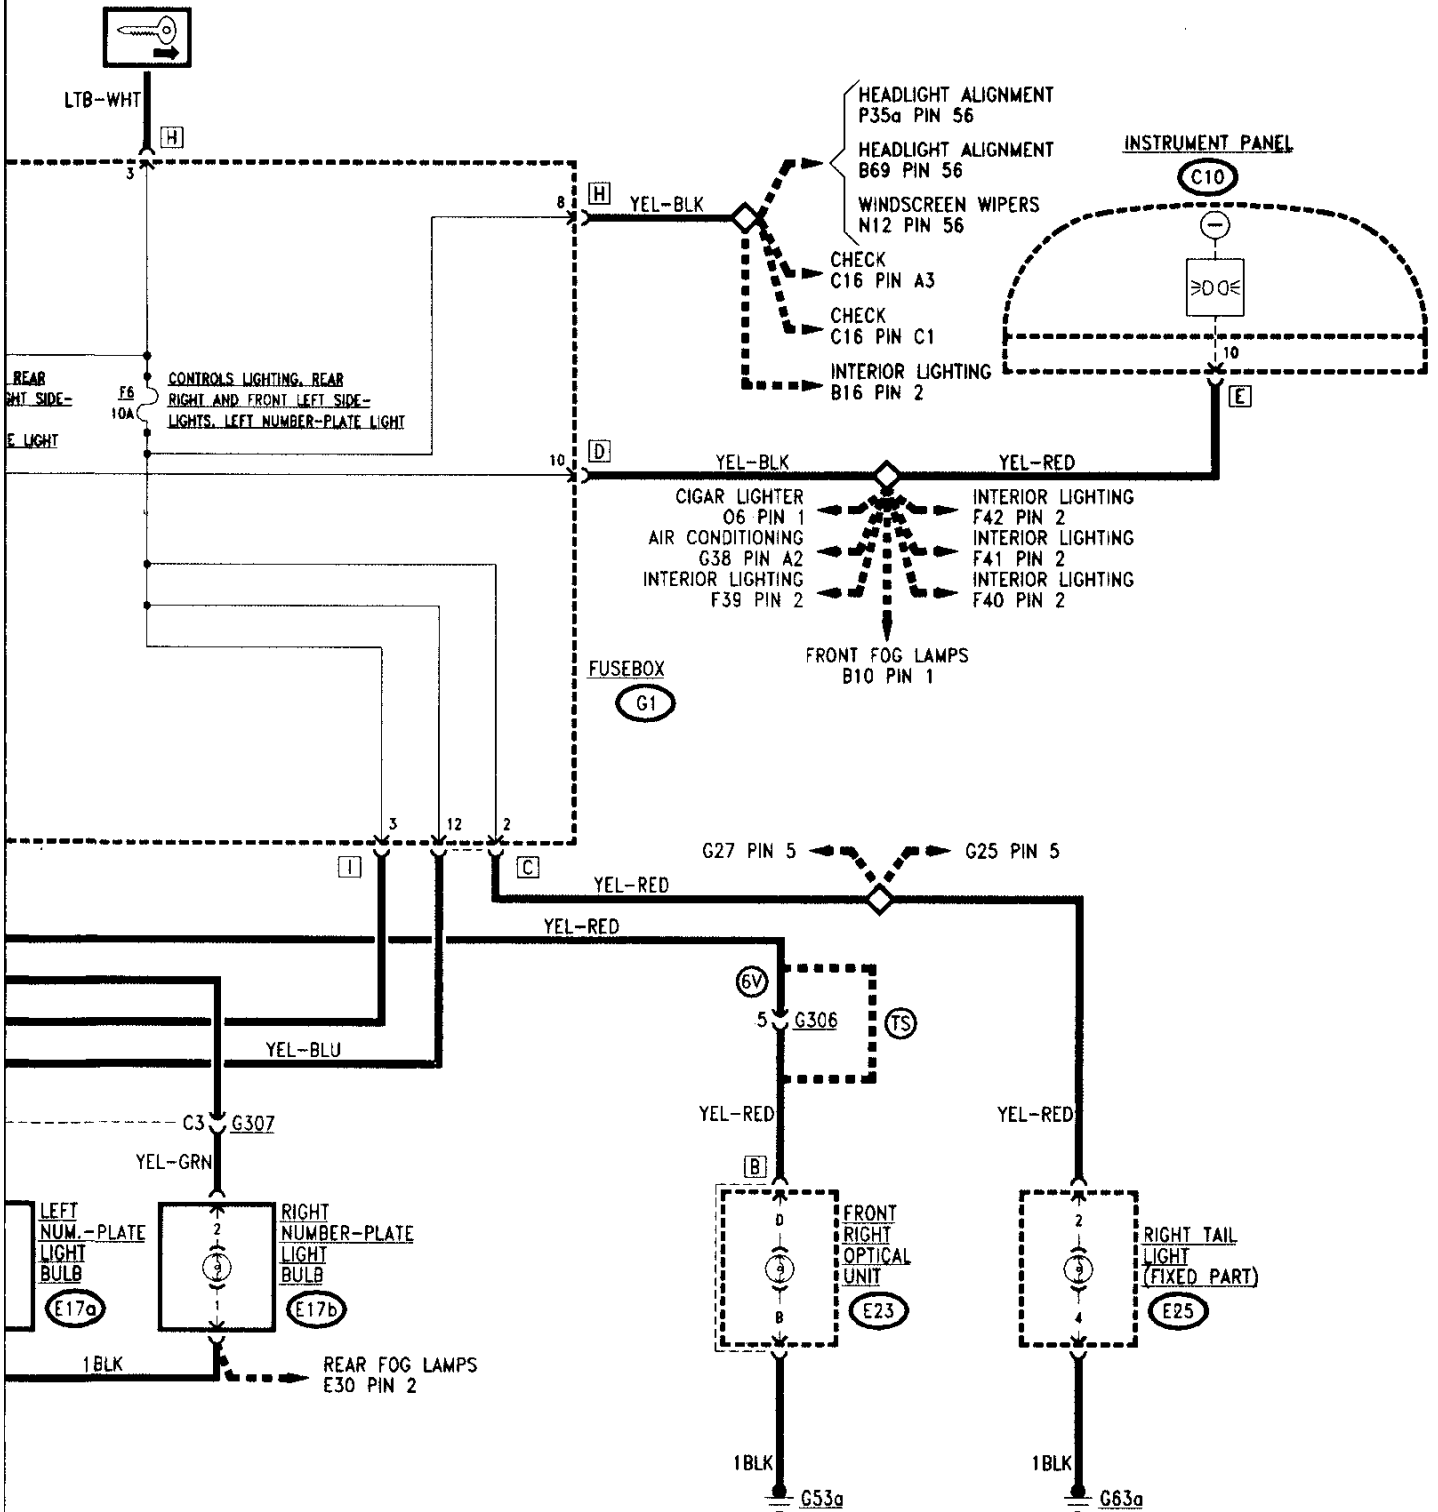 LTB-WHT
H
3
HEADLIGHT ALIGNMENT
P35a PIN 56
HEADLIGHT ALIGNMENT
B69 PIN 56
WINDSCREEN WIPERS
N12 PIN 56
INSTRUMENT PANEL
C10
8
H
YEL-BLK
CHECK
C16 PIN A3
CHECK
C16 PIN C1
INTERIOR LIGHTING
B16 PIN 2
10
E
REAR
GHT SIDE-
E LIGHT
F6
10A
CONTROLS LIGHTING, REAR
RIGHT AND FRONT LEFT SIDE-
LIGHTS, LEFT NUMBER-PLATE LIGHT
10
D
YEL-BLK
YEL-RED
CIGAR LIGHTER
O6 PIN 1
AIR CONDITIONING
G38 PIN A2
INTERIOR LIGHTING
F39 PIN 2
INTERIOR LIGHTING
F42 PIN 2
INTERIOR LIGHTING
F41 PIN 2
INTERIOR LIGHTING
F40 PIN 2
FRONT FOG LAMPS
B10 PIN 1
FUSEBOX
G1
3
12
2
I
C
G27 PIN 5
G25 PIN 5
YEL-RED
YEL-RED
6V
5
G306
TS
YEL-BLU
C3
G307
YEL-GRN
YEL-RED
YEL-RED
B
LEFT
NUM.-PLATE
LIGHT
BULB
E17a
2
1
RIGHT
NUMBER-PLATE
LIGHT
BULB
E17b
D
B
FRONT
RIGHT
OPTICAL
UNIT
E23
2
4
RIGHT TAIL
LIGHT
(FIXED PART)
E25
1BLK
REAR FOG LAMPS
E30 PIN 2
1BLK
G53a
1BLK
G63a